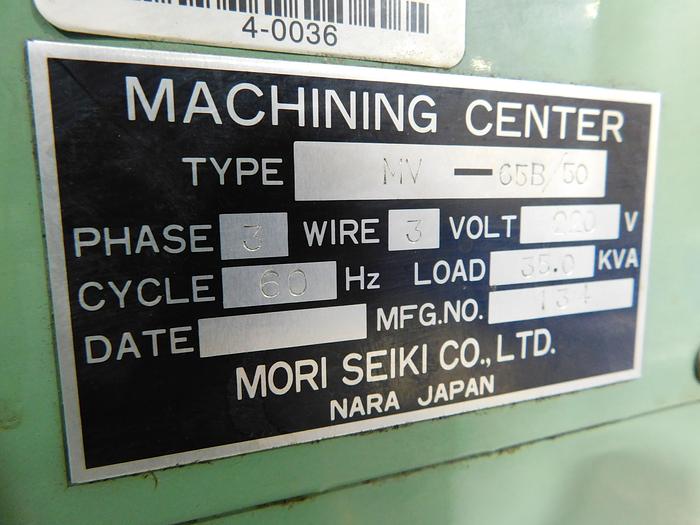 4-0036
MACHINING CENTER
TYPE MV-65B/50
PHASE 3 WIRE 3 VOLT 220 V
CYCLE 60 Hz LOAD 35.0 KVA
DATE MFG.NO. 134
MORI SEIKI CO., LTD.
NARA JAPAN